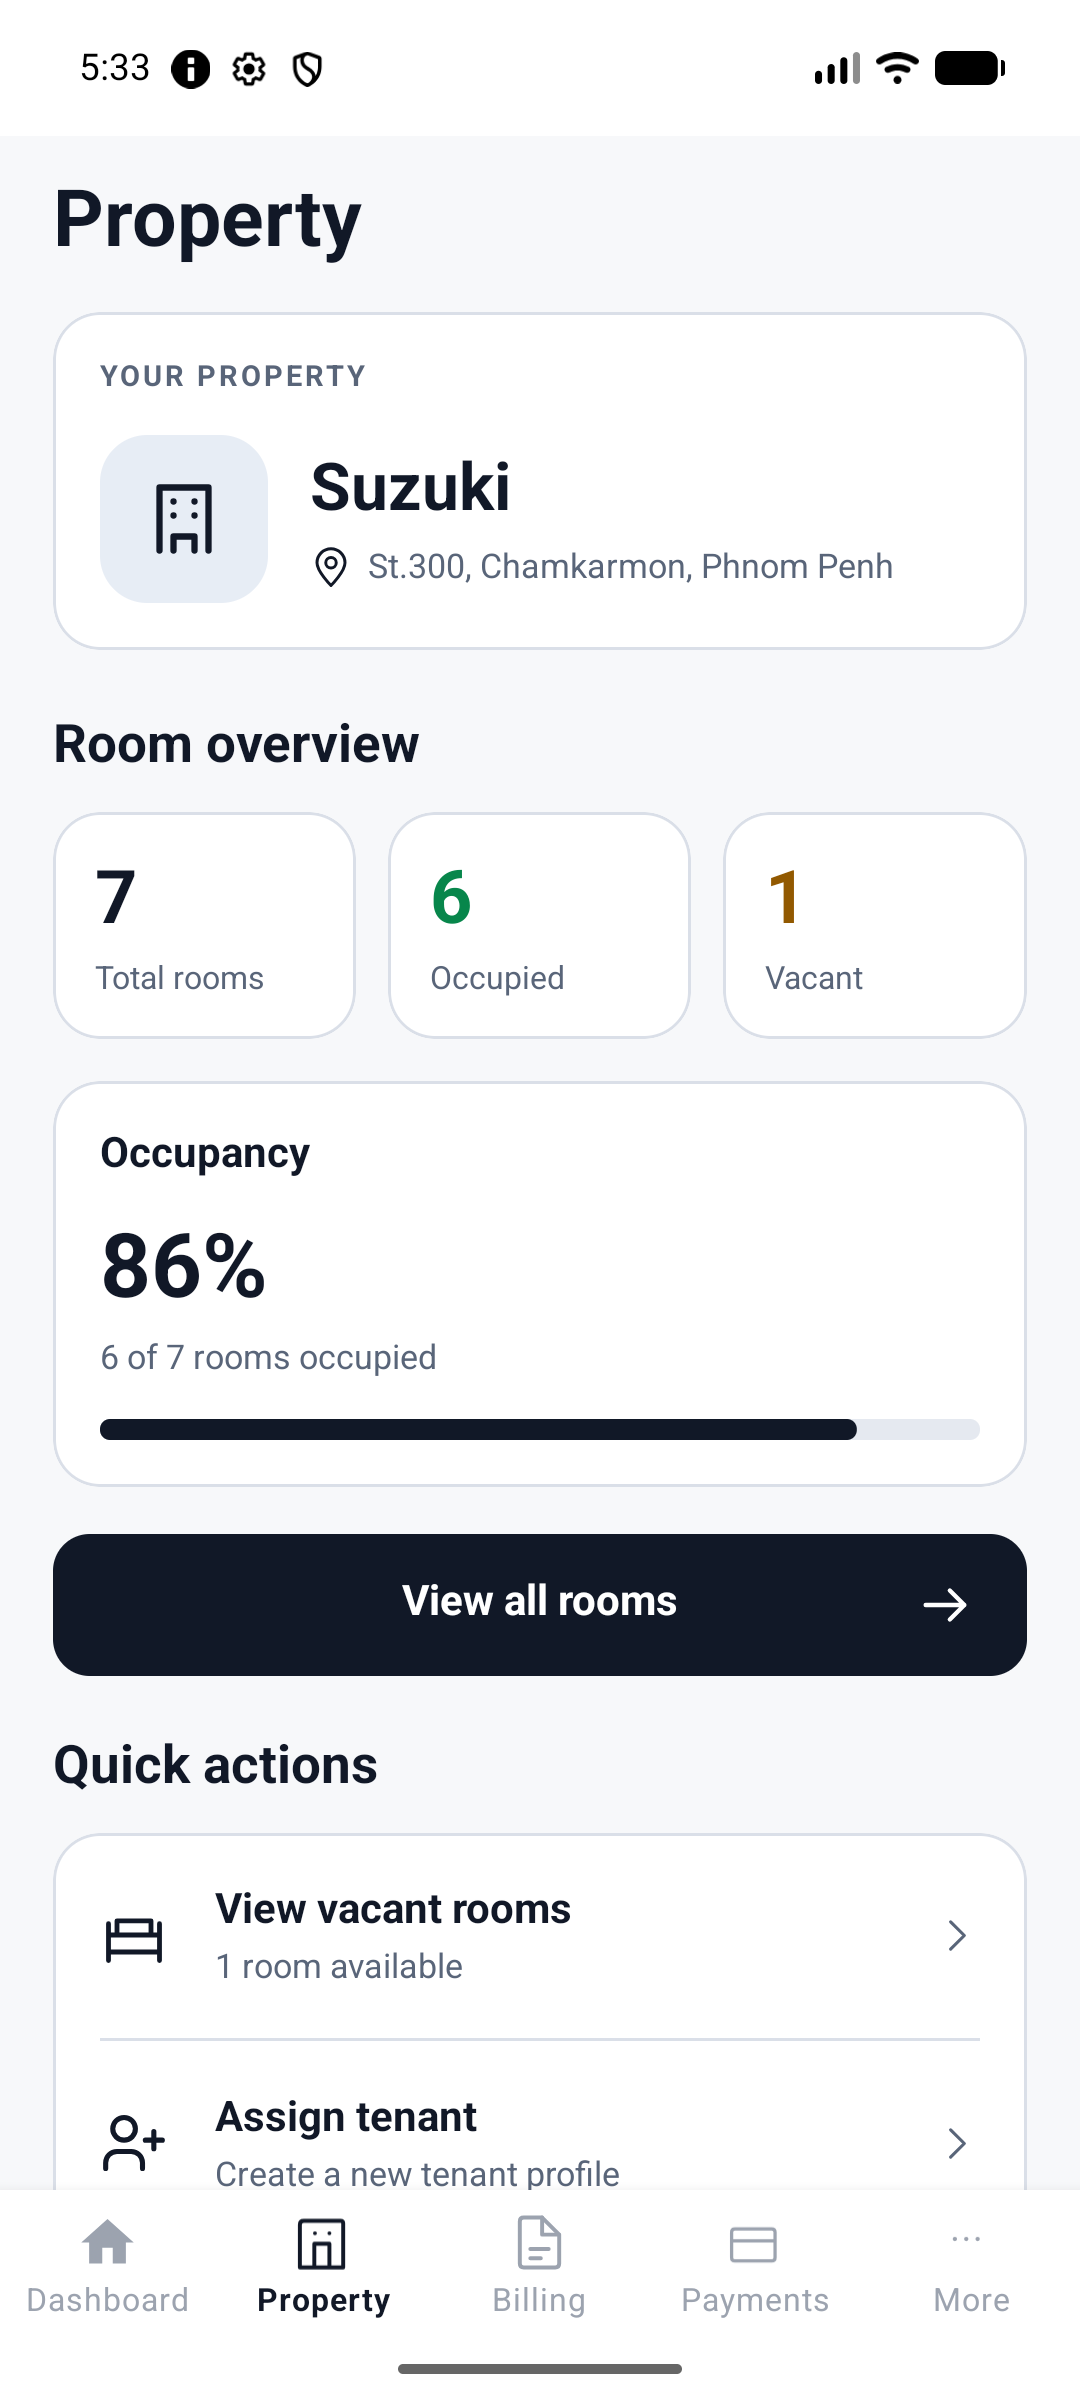 5:33
Property
YOUR PROPERTY
Suzuki
St.300, Chamkarmon, Phnom Penh
Room overview
7
Total rooms
6
Occupied
1
Vacant
Occupancy
86%
6 of 7 rooms occupied
View all rooms
Quick actions
View vacant rooms
1 room available
Assign tenant
Create a new tenant profile
Dashboard
Property
Billing
Payments
More